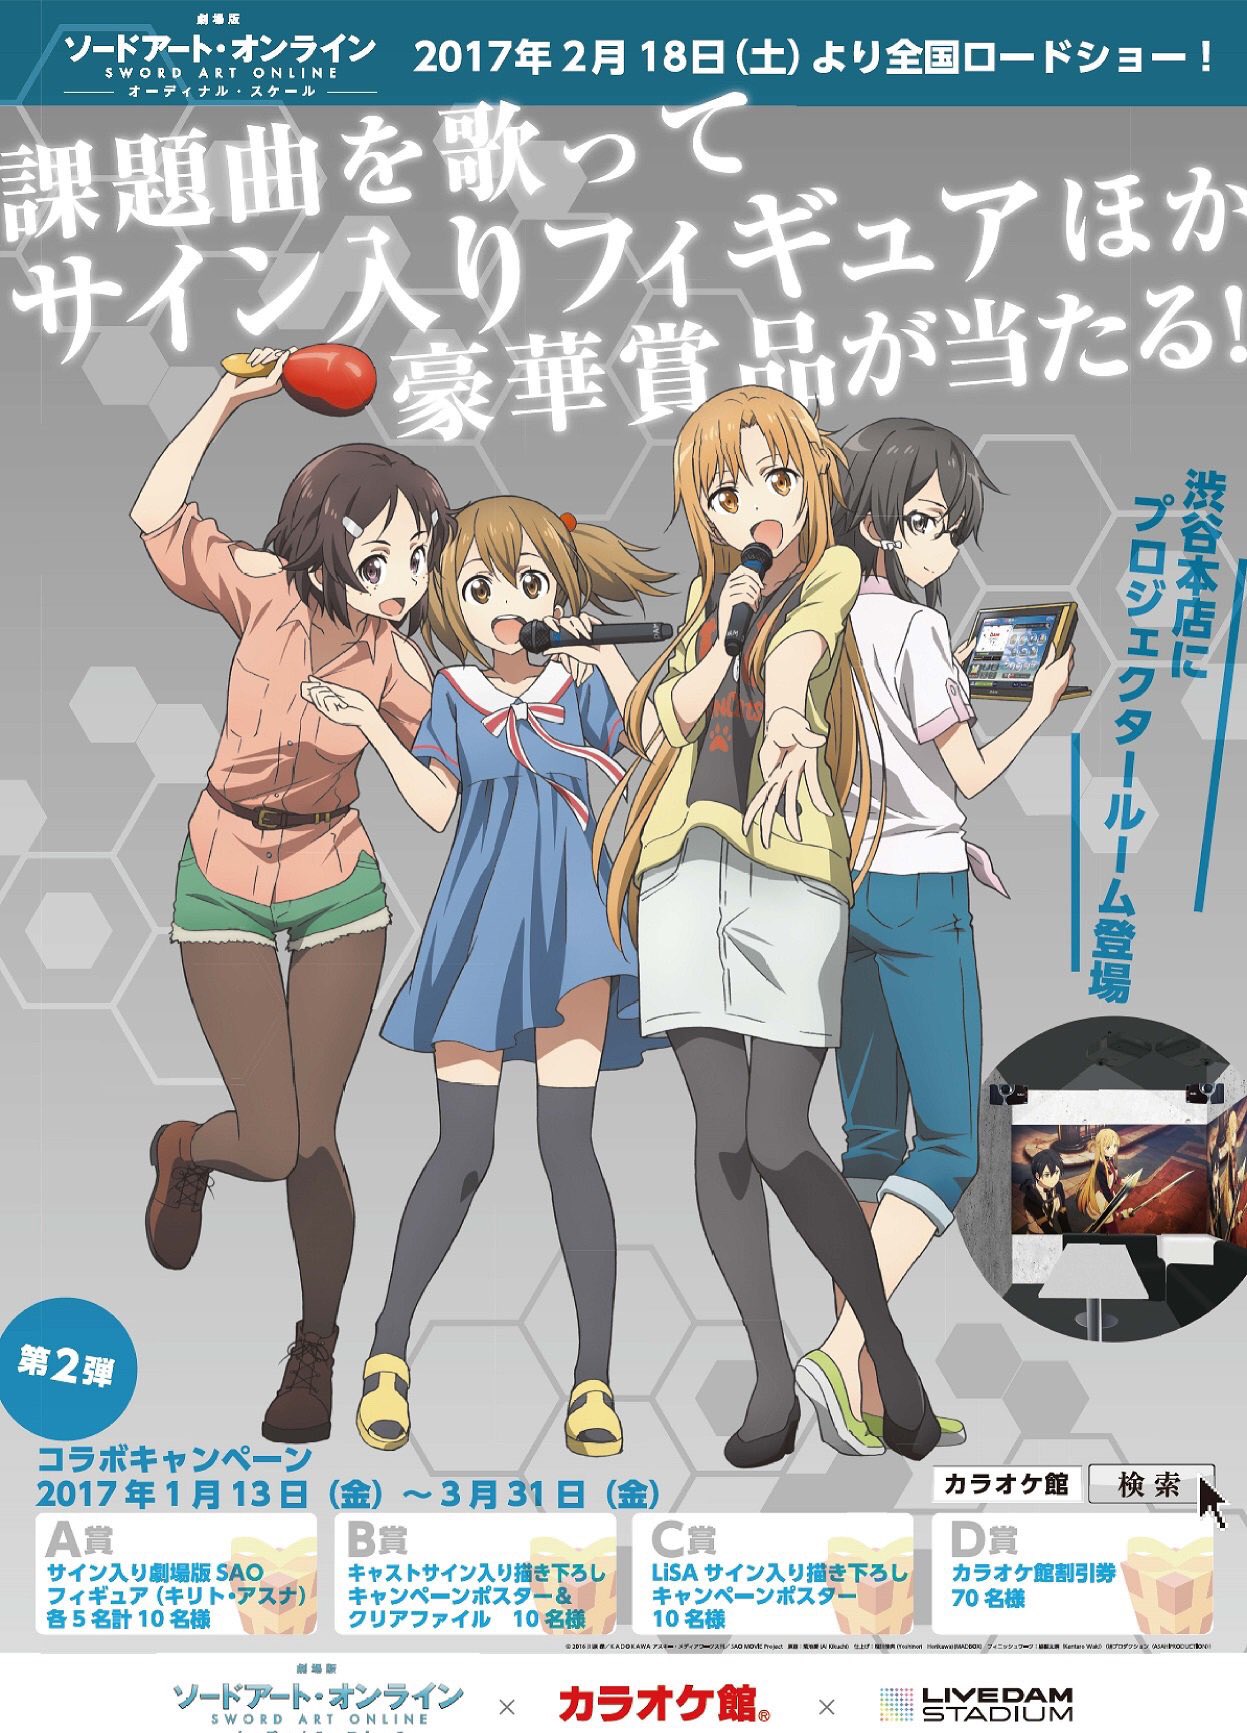 劇場版
ソードアート・オンライン
SWORD ART ONLINE
オーディナル・スケール
2017年2月18日(土)より全国ロードショー!
課題曲を歌って
サイン入りフィギュアほか
豪華賞品が当たる!
渋谷本店に
プロジェクタールーム登場
DAM
第2弾
コラボキャンペーン
2017年1月13日(金)～3月31日(金)
カラオケ館
検索
A賞
サイン入り劇場版SAO
フィギュア(キリト・アスナ)
各5名計10名様
B賞
キャストサイン入り描き下ろし
キャンペーンポスター&
クリアファイル 10名様
C賞
LiSAサイン入り描き下ろし
キャンペーンポスター
10名様
D賞
カラオケ館割引券
70名様
劇場版
ソードアート・オンライン
SWORD ART ONLINE
×
カラオケ館®
×
LIVEDAM
STADIUM